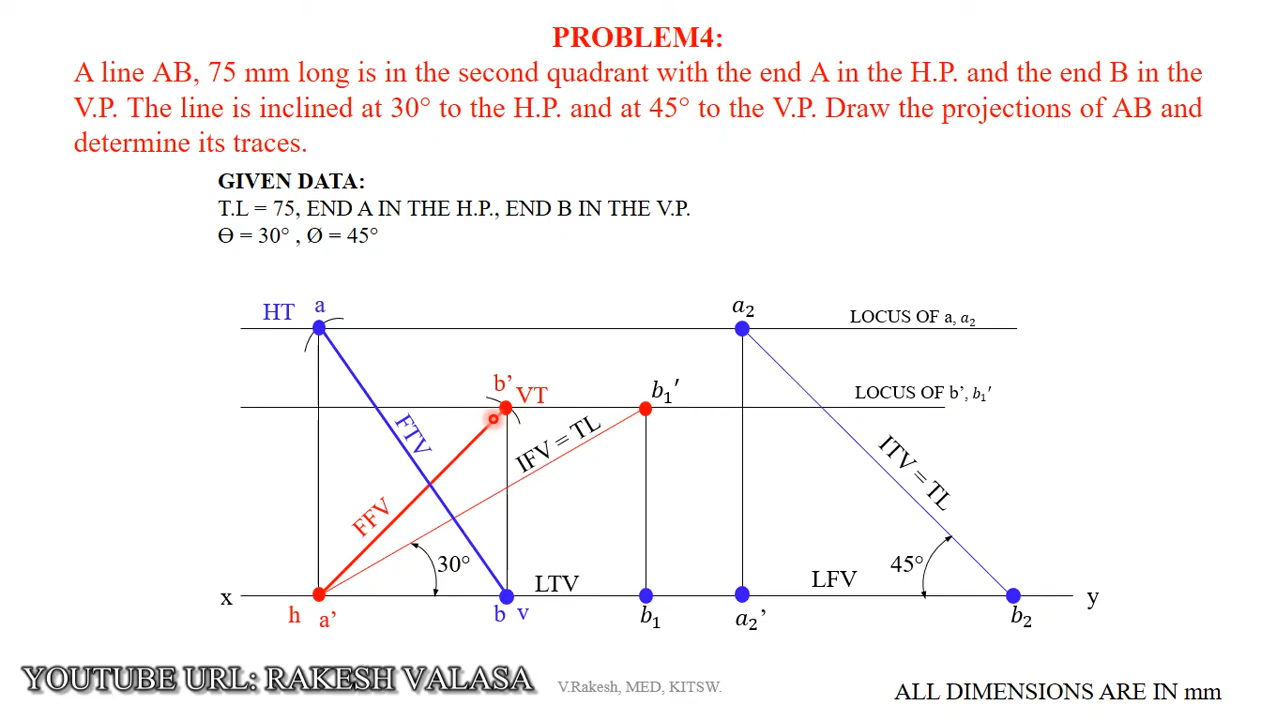 PROBLEM4:
A line AB, 75 mm long is in the second quadrant with the end A in the H.P. and the end B in the
V.P. The line is inclined at 30° to the H.P. and at 45° to the V.P. Draw the projections of AB and
determine its traces.
GIVEN DATA:
T.L = 75, END A IN THE H.P., END B IN THE V.P.
Ɵ = 30° , Ø = 45°
HT a
a₂
LOCUS OF a, a₂
b’ VT
b₁′
LOCUS OF b’, b₁′
FTV
IFV = TL
ITV = TL
FFV
30°
45°
LTV
LFV
x
y
h a’
b v
b₁
a₂’
b₂
YOUTUBE URL: RAKESH VALASA
V.Rakesh, MED, KITSW.
ALL DIMENSIONS ARE IN mm